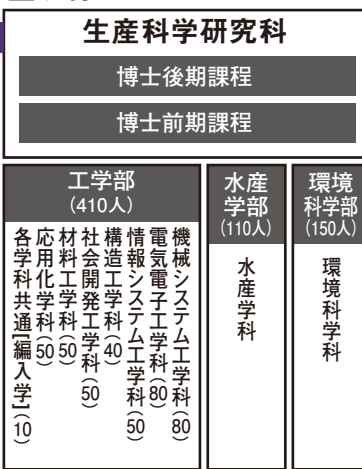 生産科学研究科
博士後期課程
博士前期課程
工学部
(410人)
機械システム工学科(80)
電気電子工学科(80)
情報システム工学科(50)
構造工学科(40)
社会開発工学科(50)
材料工学科(50)
応用化学科(50)
各学科共通[編入学](10)
水産
学部
(110人)
水産学科
環境
科学部
(150人)
環境科学科